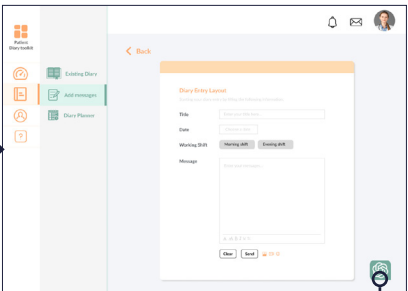 Patient
Diary toolkit
Existing Diary
Add messages
Diary Planner
Back
Diary Entry Layout
Title
Date
Working Shift
Morning shift
Evening shift
Message
Clear
Send